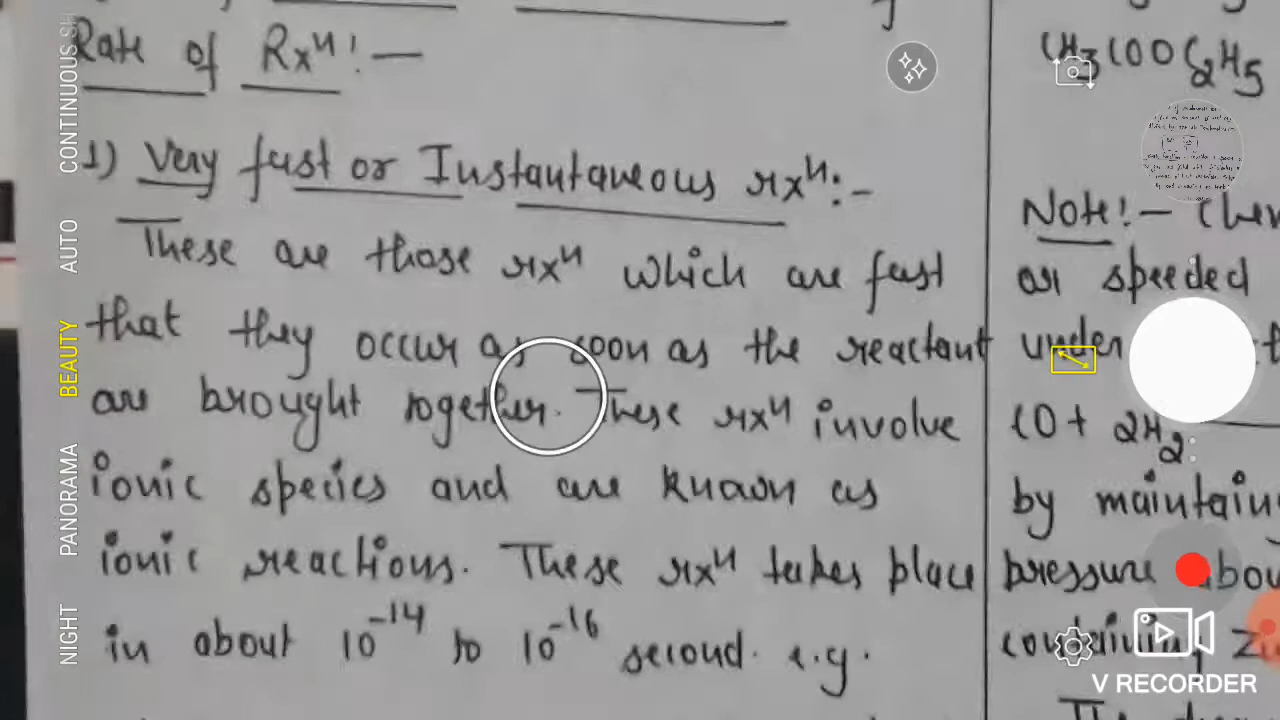 Rate of Rxn!—
1) Very fast or Instantaneous rxn:-
These are those rxn which are fast
that they occur as soon as the reactant
are brought together. These rxn involve
ionic species and are known as
ionic reactions. These rxn takes place
in about 10^-14 to 10^-16 second. e.g.
CH3COOC2H5
Note!-
or speeded
under
CO+ 2H2
by maintaing
pressure abou
containing
CONTINUOUS SH
AUTO
BEAUTY
PANORAMA
NIGHT
V RECORDER